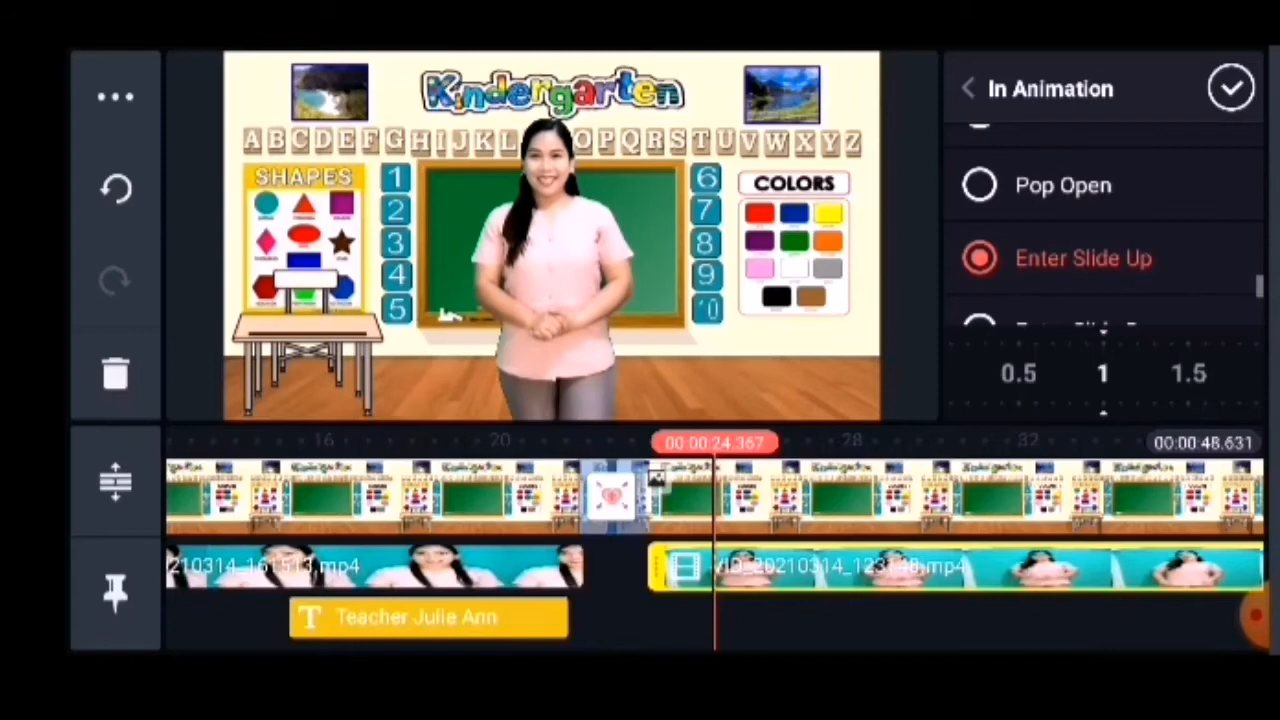 In Animation
Kindergarten
A B C D E F G H I J K L O P Q R S T U V W X Y Z
SHAPES
1
2
3
4
5
6
7
8
9
10
COLORS
Pop Open
Enter Slide Up
0.5 1 1.5
16 20 00:00:24.367 28 32 00:00:48.631
210314_161513.mp4
VID_20210314_123148.mp4
T Teacher Julie Ann